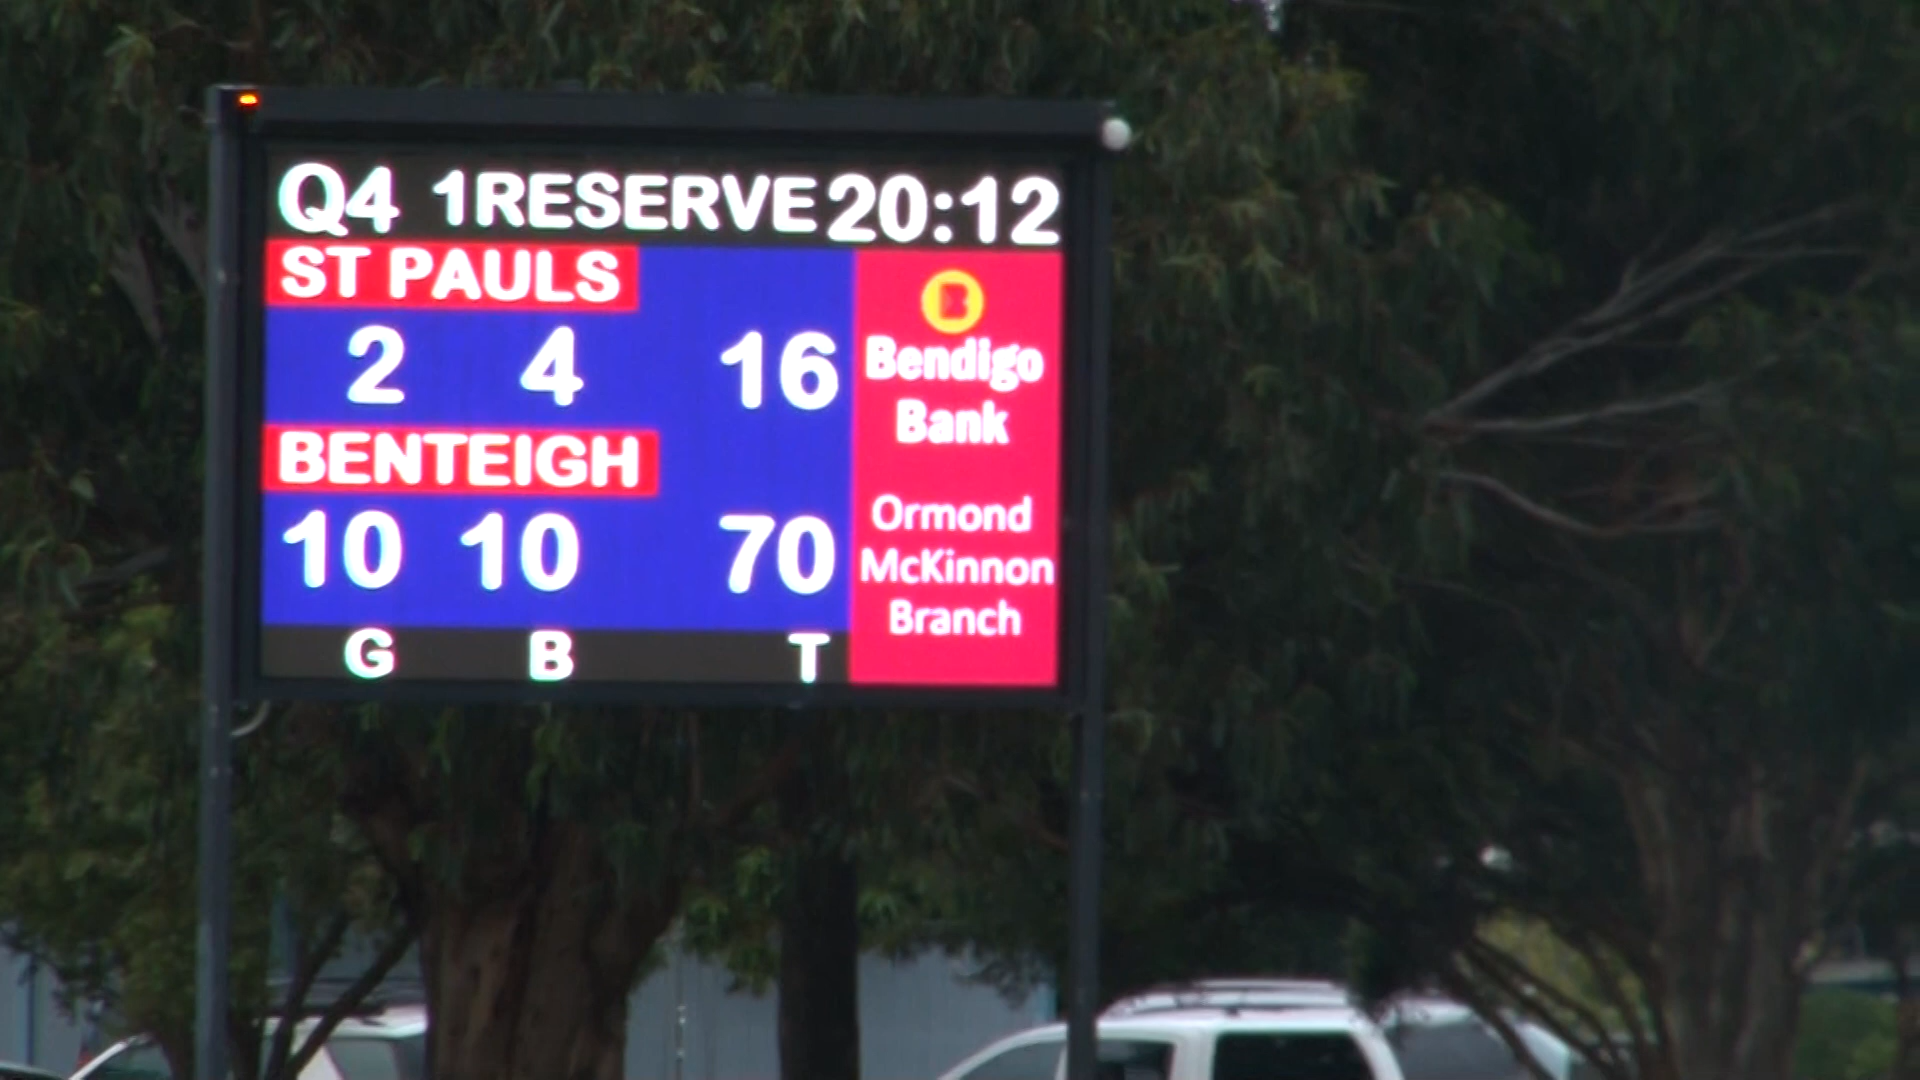 Q4 1RESERVE 20:12
ST PAULS
2 4 16
BENTEIGH
10 10 70
G B T
B
Bendigo
Bank
Ormond
McKinnon
Branch